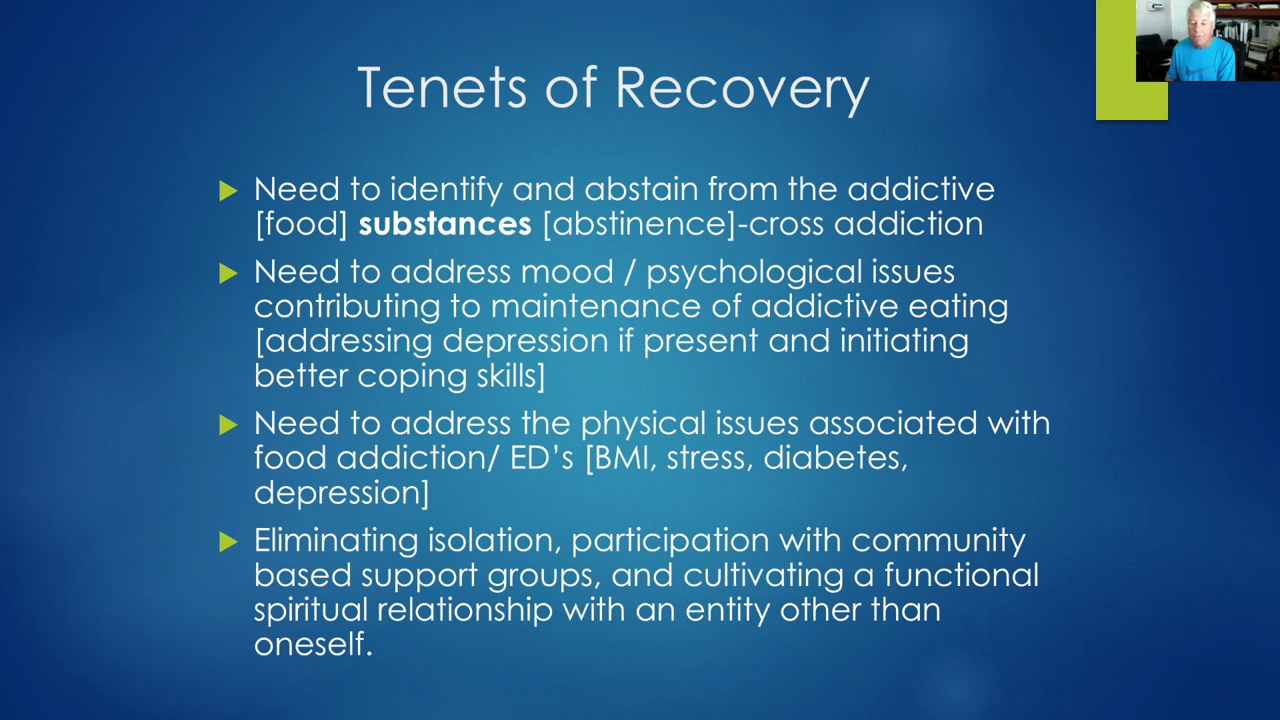 Tenets of Recovery
Need to identify and abstain from the addictive
[food] substances [abstinence]-cross addiction
Need to address mood / psychological issues
contributing to maintenance of addictive eating
[addressing depression if present and initiating
better coping skills]
Need to address the physical issues associated with
food addiction/ ED’s [BMI, stress, diabetes,
depression]
Eliminating isolation, participation with community
based support groups, and cultivating a functional
spiritual relationship with an entity other than
oneself.